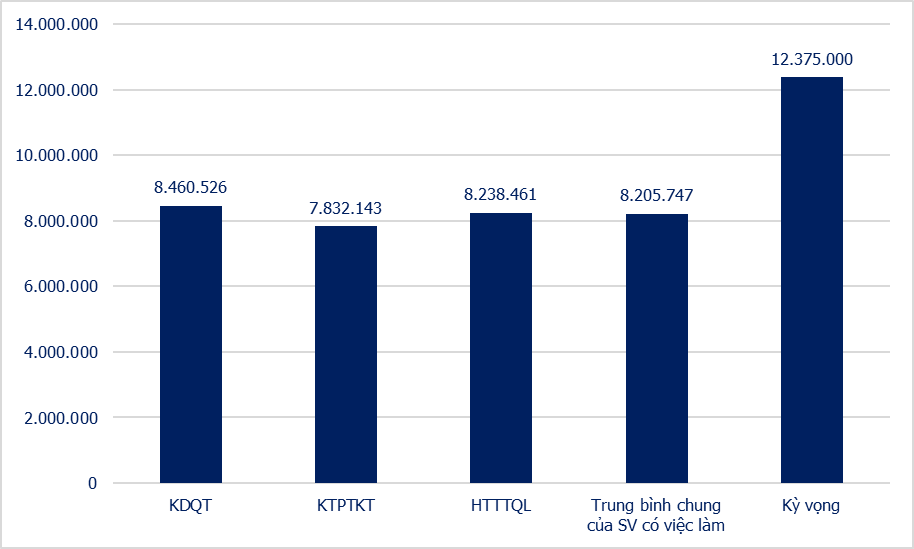 14.000.000
12.000.000
10.000.000
8.000.000
6.000.000
4.000.000
2.000.000
0
8.460.526
7.832.143
8.238.461
8.205.747
12.375.000
KDQT
KTPTKT
HTTTQL
Trung bình chung
của SV có việc làm
Kỳ vọng